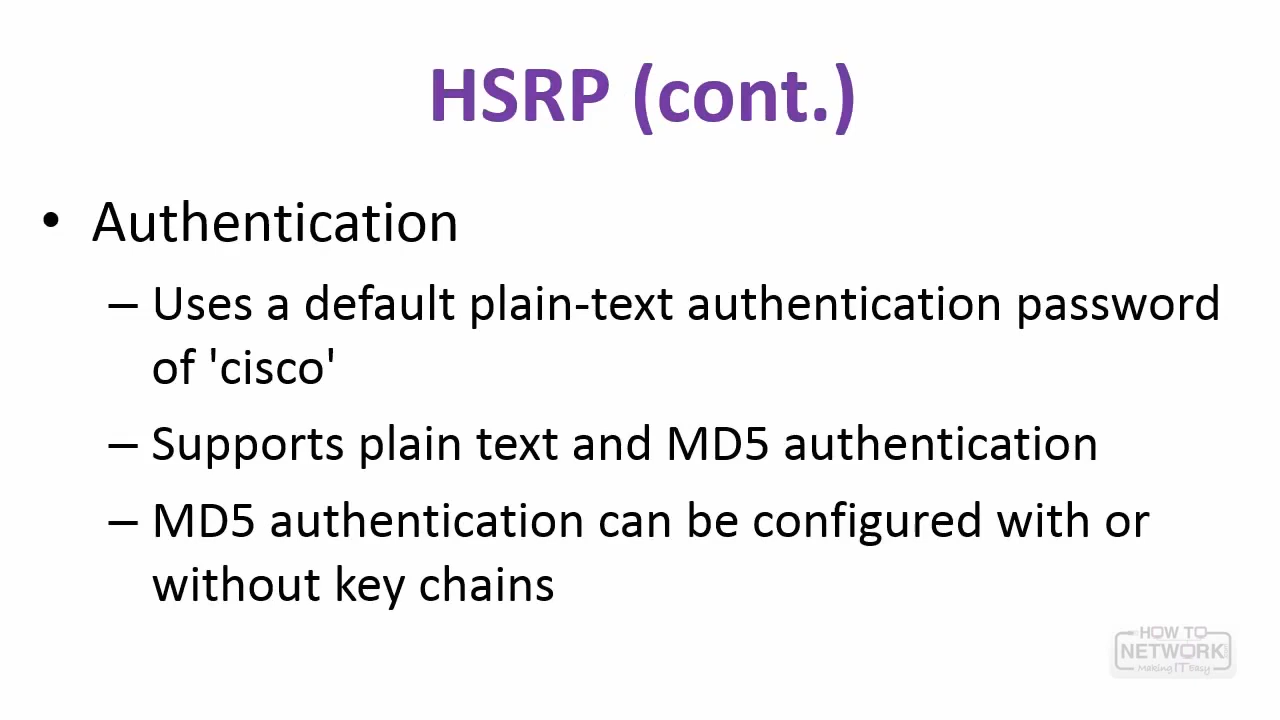 HSRP (cont.)
• Authentication
– Uses a default plain-text authentication password
of 'cisco'
– Supports plain text and MD5 authentication
– MD5 authentication can be configured with or
without key chains
HOW TO
NETWORK
Making IT Easy